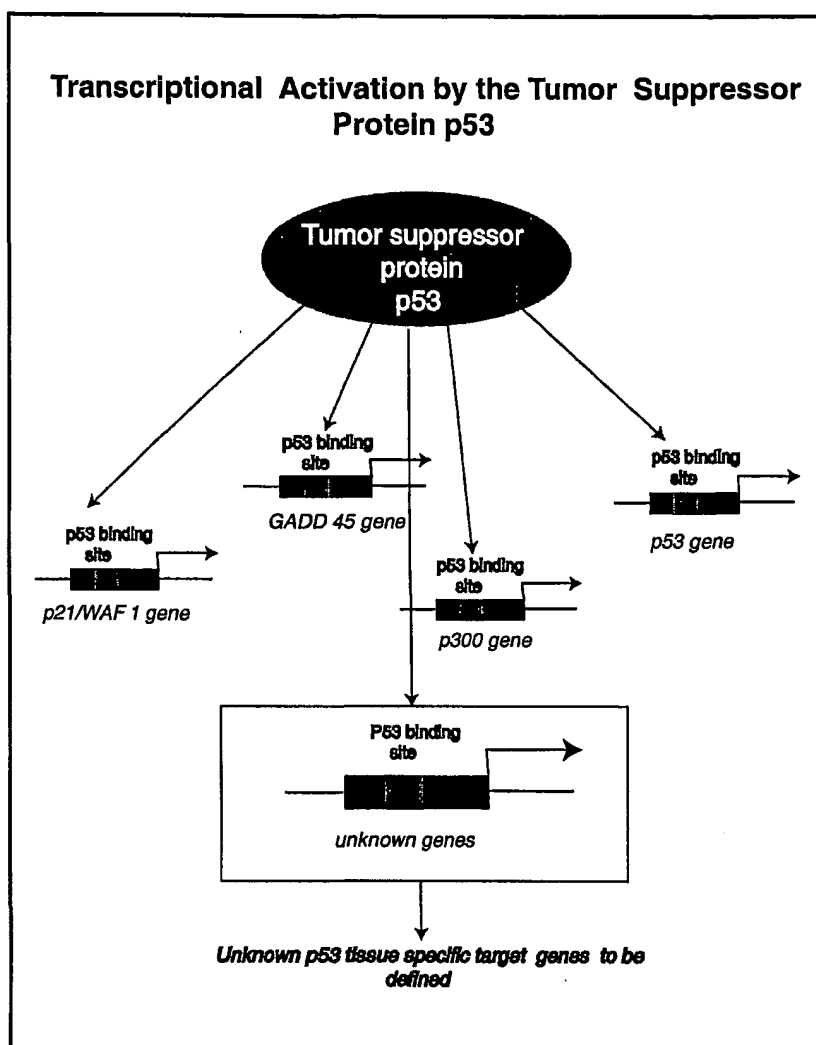 Transcriptional Activation by the Tumor Suppressor
Protein p53
Tumor suppressor
protein
p53
p53 binding
site
GADD 45 gene
p53 binding
site
p53 gene
p53 binding
site
p21/WAF 1 gene
p53 binding
site
p300 gene
P53 binding
site
unknown genes
Unknown p53 tissue specific target genes to be
defined